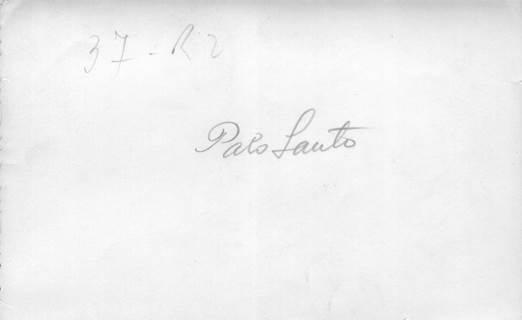 37 - R2
Palo Santo